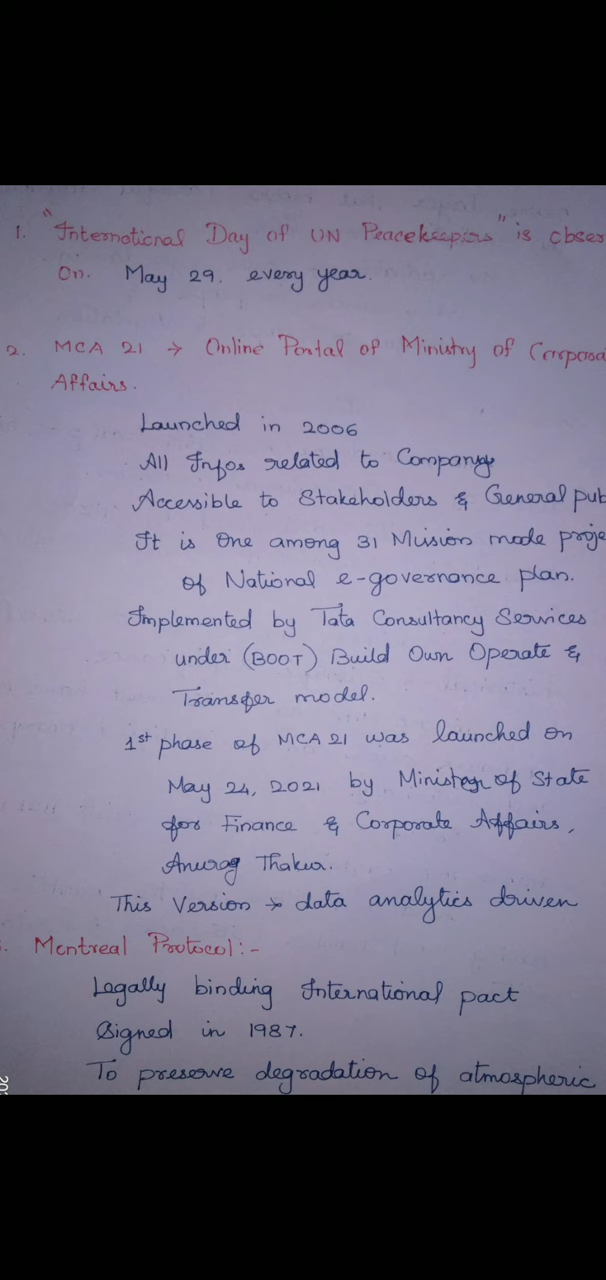 1. "International Day of UN Peacekeepers" is obser
On. May 29. every year.
2. MCA 21 → Online Portal of Ministry of Corpora
Affairs.
Launched in 2006
All Infos related to Company
Accessible to Stakeholders & General pub
It is One among 31 Mission mode proje
of National e-governance plan.
Implemented by Tata Consultancy Services
under (BOOT) Build Own Operate &
Transfer model.
1st phase of MCA 21 was launched on
May 24, 2021 by Minister of State
for Finance & Corporate Affairs,
Anurag Thakur.
This Version → data analytics driven
Montreal Protocol:-
Legally binding International pact
Signed in 1987.
To preserve degradation of atmospheric